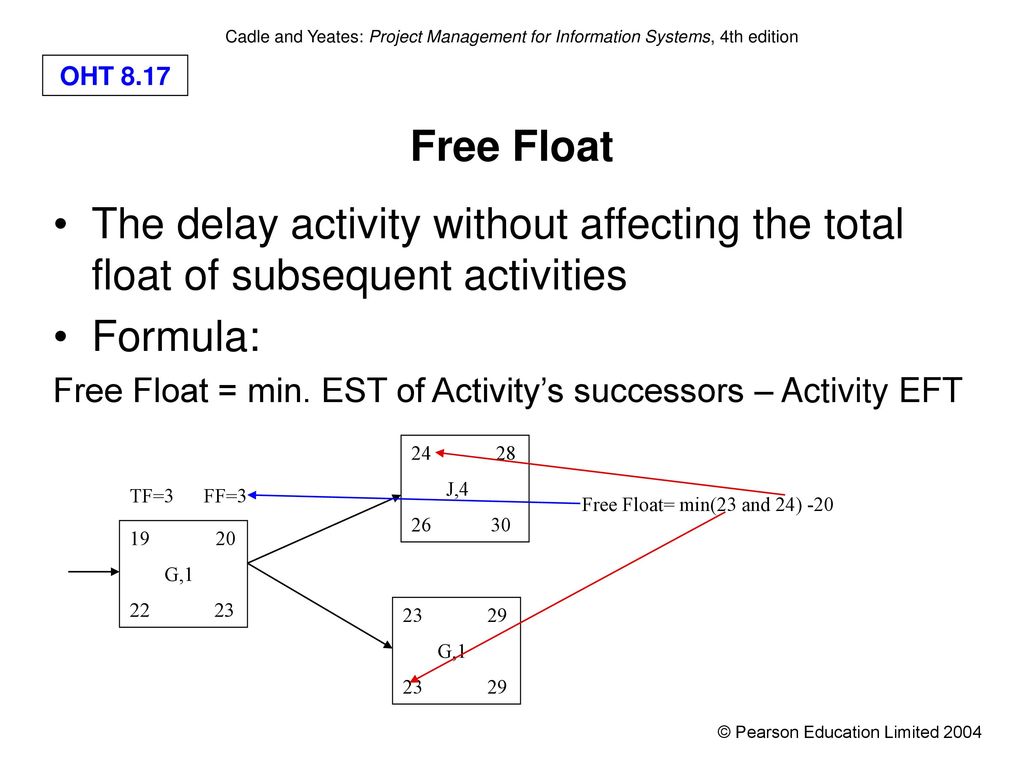 Cadle and Yeates: Project Management for Information Systems, 4th edition
OHT 8.17
Free Float
• The delay activity without affecting the total
float of subsequent activities
• Formula:
Free Float = min. EST of Activity’s successors – Activity EFT
24 28
J,4
26 30
TF=3 FF=3
Free Float= min(23 and 24) -20
19 20
G,1
22 23
23 29
G,1
23 29
© Pearson Education Limited 2004